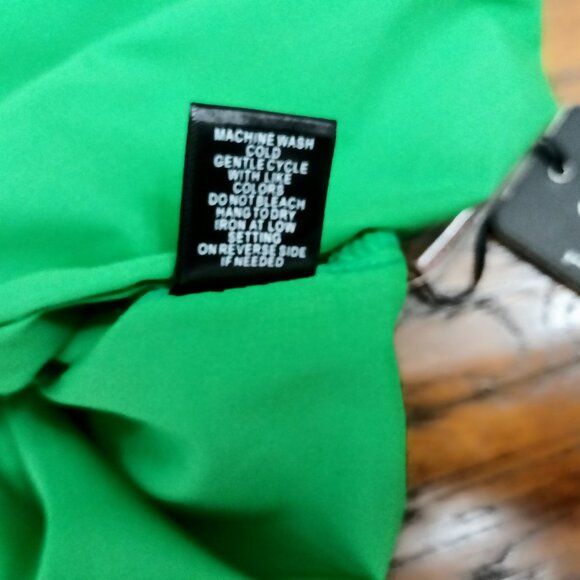 MACHINE WASH
COLD
GENTLE CYCLE
WITH LIKE
COLORS
DO NOT BLEACH
HANG TO DRY
IRON AT LOW
SETTING
ON REVERSE SIDE
IF NEEDED